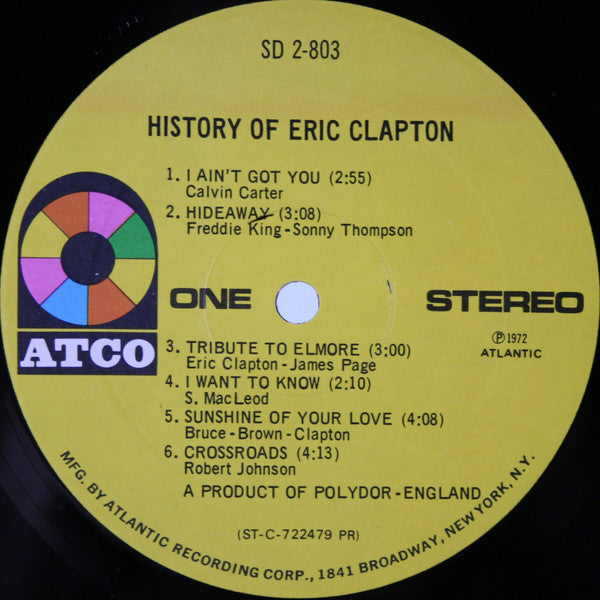 SD 2-803
HISTORY OF ERIC CLAPTON
1. I AIN'T GOT YOU (2:55)
Calvin Carter
2. HIDEAWAY (3:08)
Freddie King-Sonny Thompson
ONE
STEREO
ATCO
℗ 1972
ATLANTIC
3. TRIBUTE TO ELMORE (3:00)
Eric Clapton-James Page
4. I WANT TO KNOW (2:10)
S. MacLeod
5. SUNSHINE OF YOUR LOVE (4:08)
Bruce-Brown-Clapton
6. CROSSROADS (4:13)
Robert Johnson
A PRODUCT OF POLYDOR-ENGLAND
(ST-C-722479 PR)
MFG. BY ATLANTIC RECORDING CORP., 1841 BROADWAY, NEW YORK, N.Y.